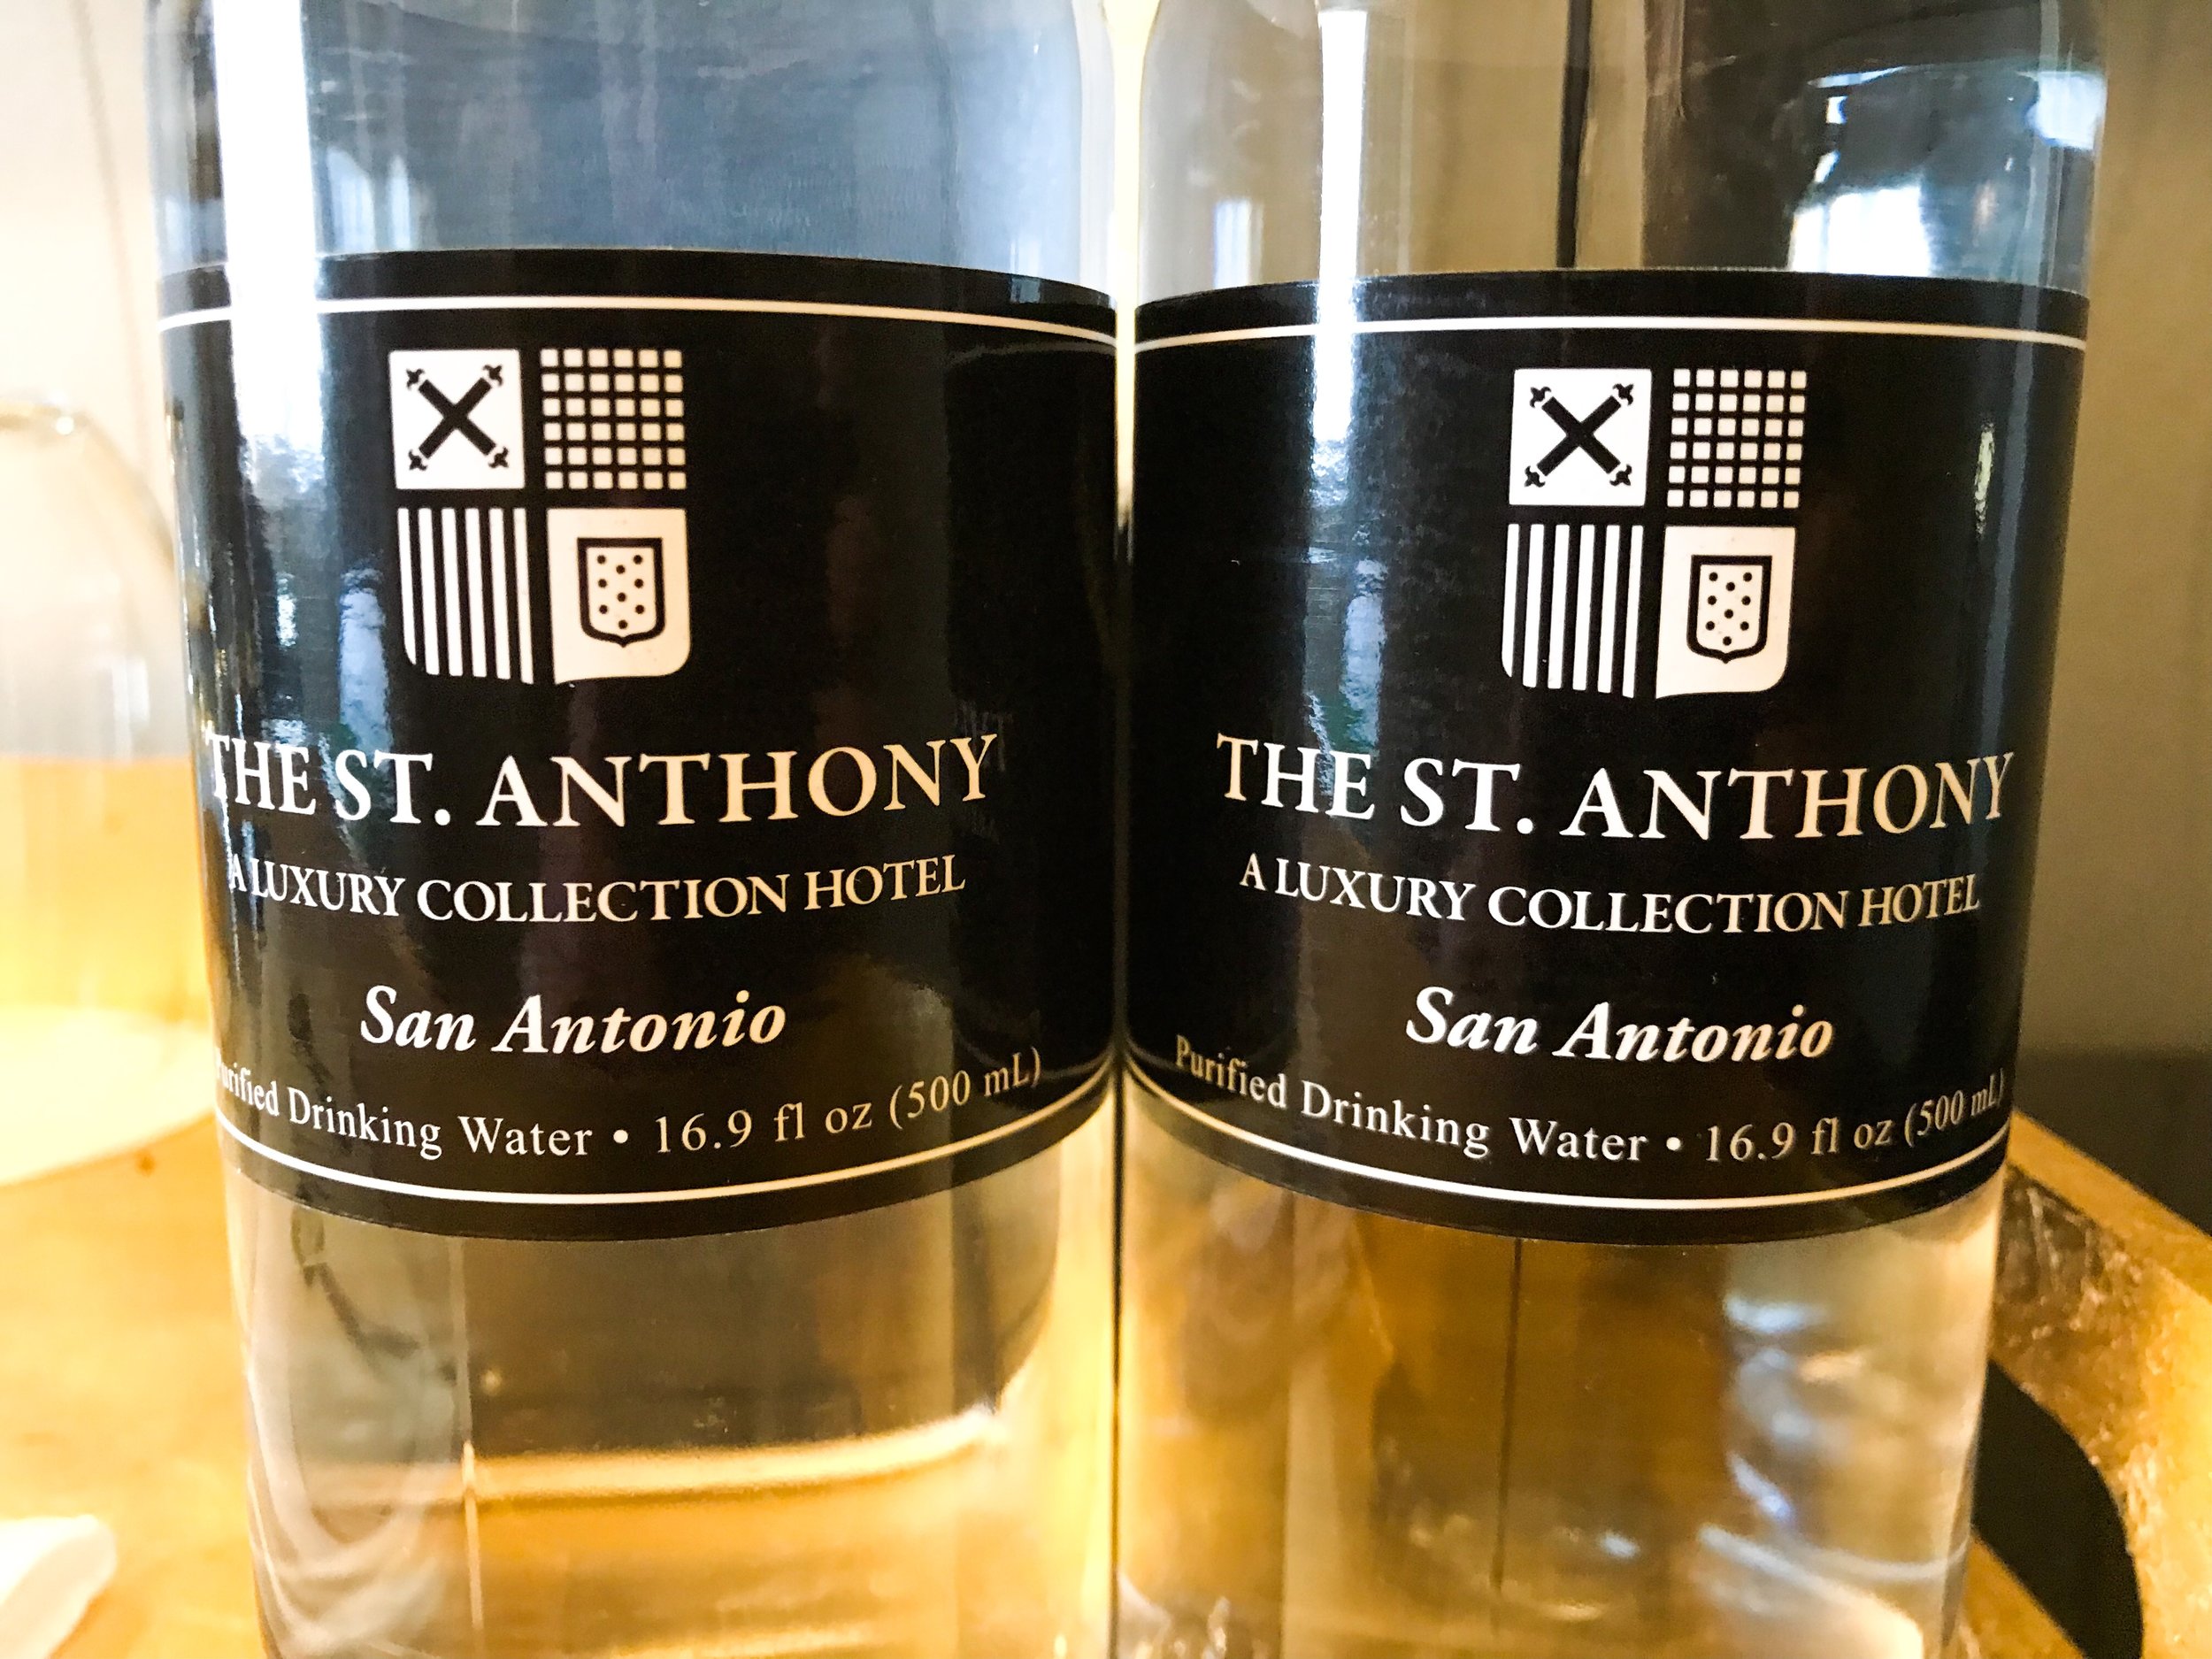 THE ST. ANTHONY
A LUXURY COLLECTION HOTEL
San Antonio
Purified Drinking Water • 16.9 fl oz (500 mL)
THE ST. ANTHONY
A LUXURY COLLECTION HOTEL
San Antonio
Purified Drinking Water • 16.9 fl oz (500 mL)